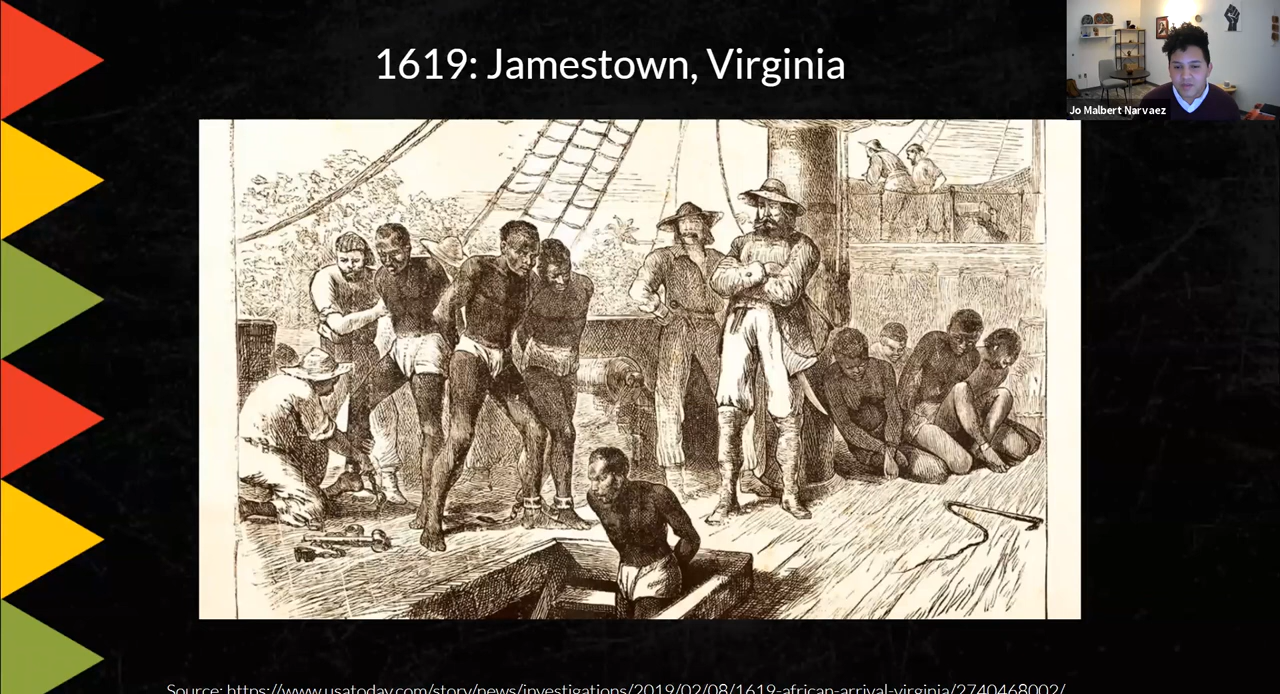 1619: Jamestown, Virginia
Jo Malbert Narvaez
Source: https://www.usatoday.com/story/news/investigations/2019/02/08/1619-african-arrival-virginia/2740468002/